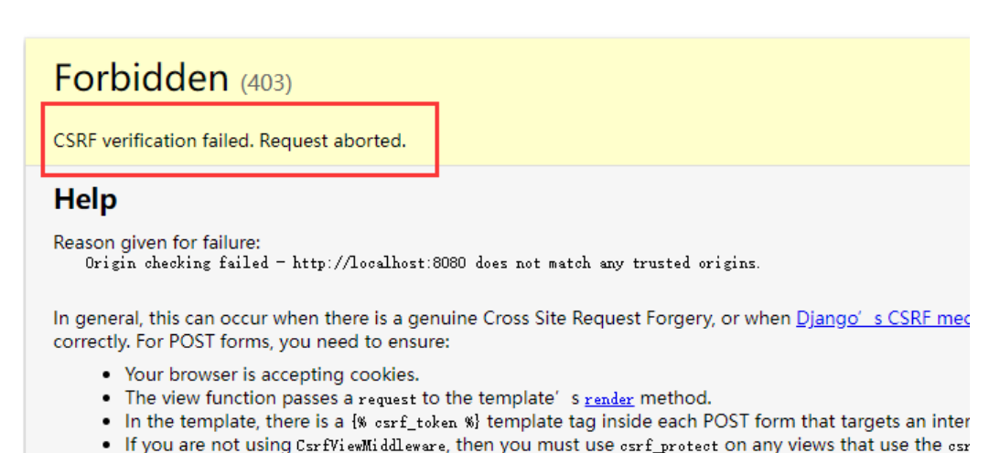 Forbidden (403)
CSRF verification failed. Request aborted.
Help
Reason given for failure:
Origin checking failed - http://localhost:8080 does not match any trusted origins.
In general, this can occur when there is a genuine Cross Site Request Forgery, or when Django's CSRF mec
correctly. For POST forms, you need to ensure:
• Your browser is accepting cookies.
• The view function passes a request to the template's render method.
• In the template, there is a {% csrf_token %} template tag inside each POST form that targets an inter
• If you are not using CsrfViewMiddleware, then you must use csrf_protect on any views that use the csr